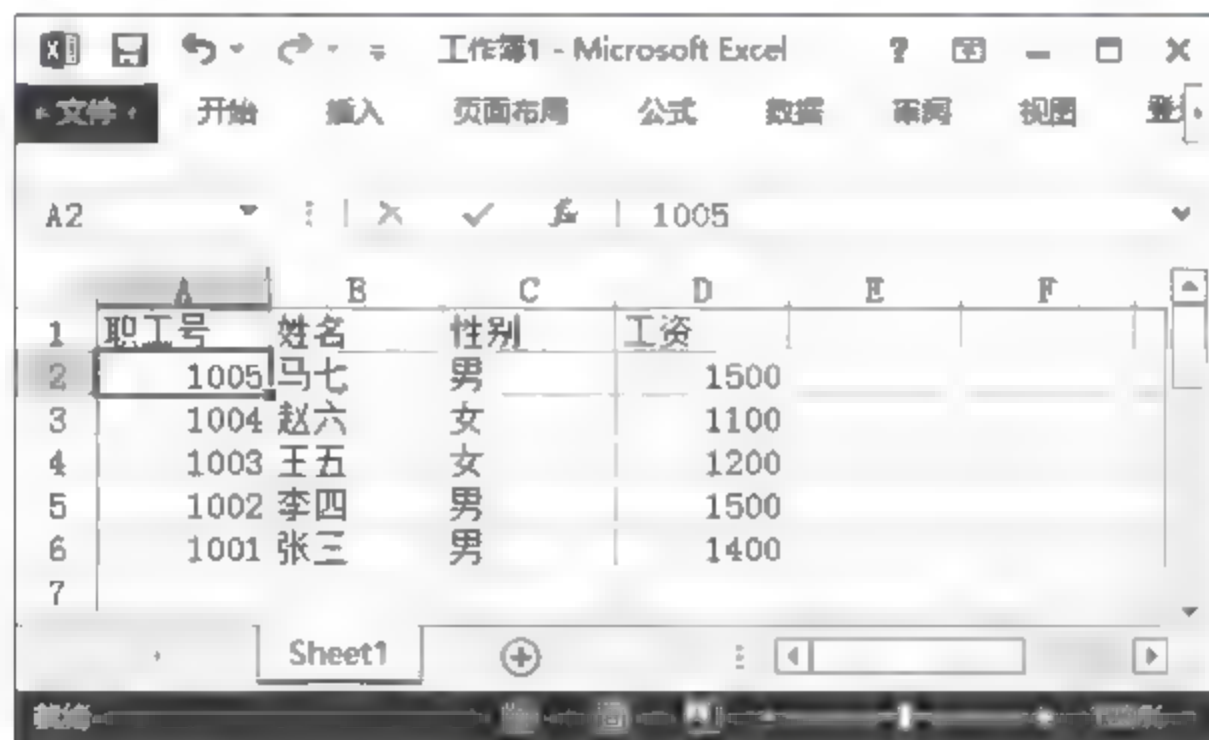 工作簿1 - Microsoft Excel ?
文件 开始 插入 页面布局 公式 数据 审阅 视图
A2 fx 1005
A B C D E F
1 职工号 姓名 性别 工资
2 1005 马七 男 1500
3 1004 赵六 女 1100
4 1003 王五 女 1200
5 1002 李四 男 1500
6 1001 张三 男 1400
7
Sheet1
就绪